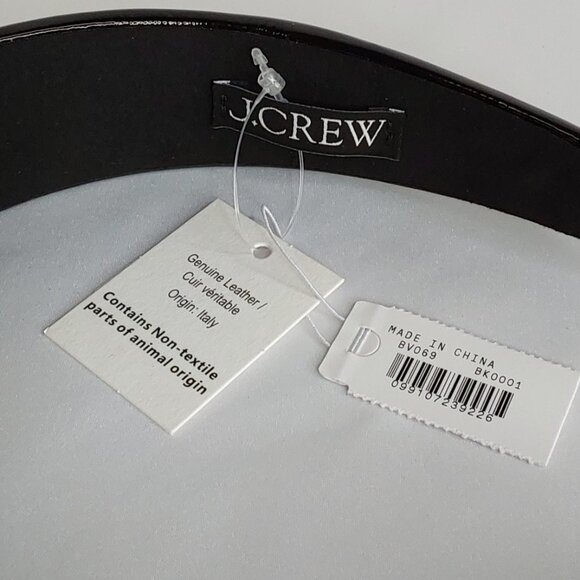 J.CREW
Genuine Leather /
Cuir véritable
Origin: Italy
Contains Non-textile
parts of animal origin
MADE IN CHINA
BV069 BK0001
099107239226